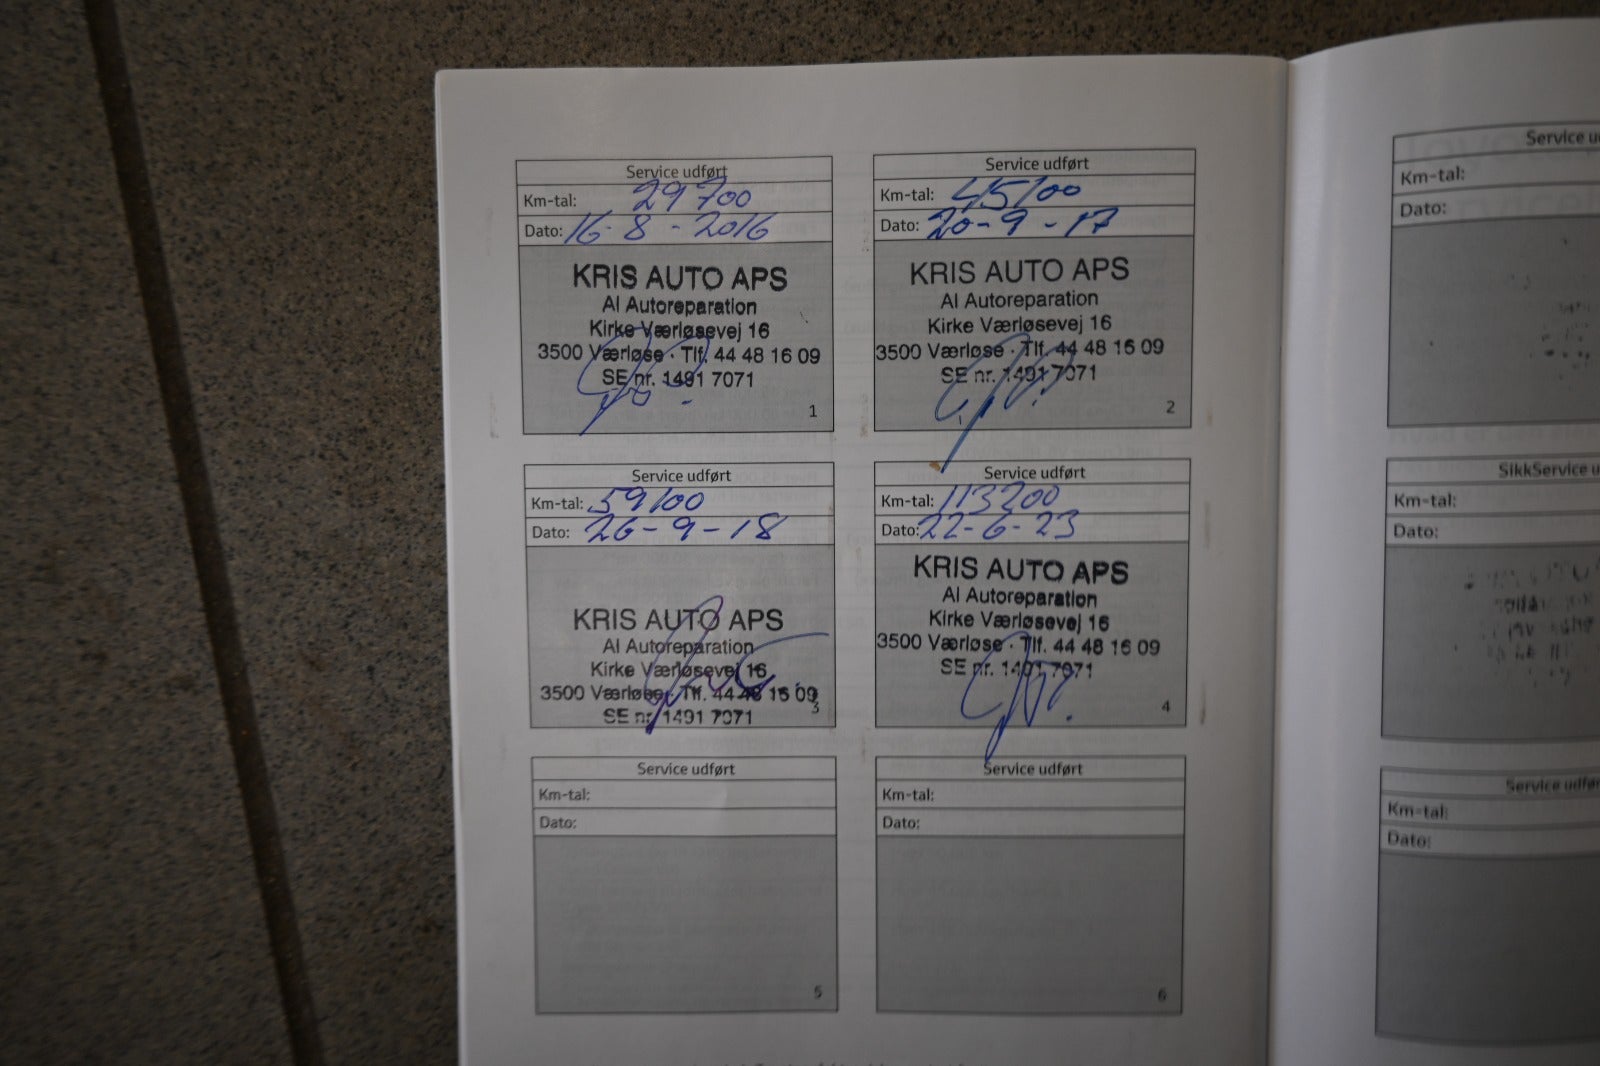 Service udført
Km-tal: 29700
Dato: 16-8-2016
KRIS AUTO APS
AI Autoreparation
Kirke Værløsevej 16
3500 Værløse · Tlf. 44 48 16 09
SE nr. 1491 7071
1
Service udført
Km-tal: 45100
Dato: 20-9-17
KRIS AUTO APS
AI Autoreparation
Kirke Værløsevej 16
3500 Værløse · Tlf. 44 48 16 09
SE nr. 1491 7071
2
Service udført
Km-tal: 59100
Dato: 26-9-18
KRIS AUTO APS
AI Autoreparation
Kirke Værløsevej 16
3500 Værløse · Tlf. 44 48 16 09
SE nr. 1491 7071
3
Service udført
Km-tal: 113200
Dato: 22-6-23
KRIS AUTO APS
AI Autoreparation
Kirke Værløsevej 16
3500 Værløse · Tlf. 44 48 16 09
SE nr. 1491 7071
4
Service udført
Km-tal:
Dato:
5
Service udført
Km-tal:
Dato:
6
Service
Km-tal:
Dato:
SikkService
Km-tal:
Dato:
Service
Km-tal:
Dato: